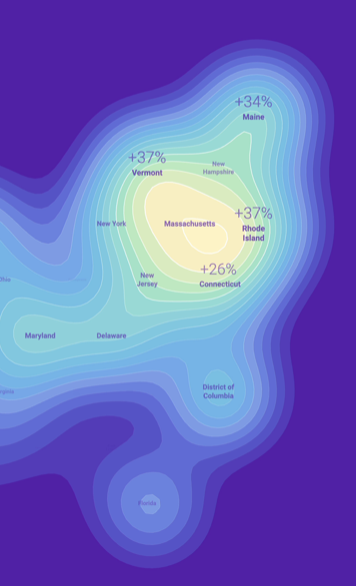 +34%
Maine
+37%
Vermont
New
Hampshire
New York
Massachusetts
+37%
Rhode
Island
+26%
Connecticut
New
Jersey
Maryland
Delaware
District of
Columbia
Florida